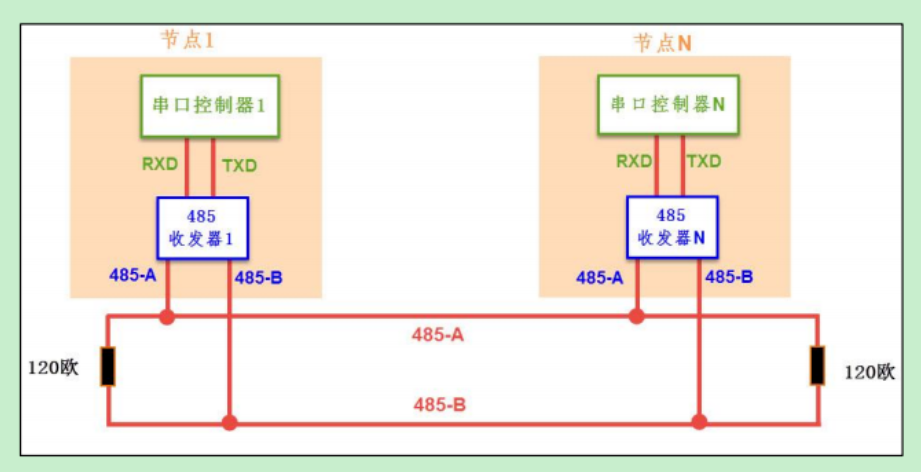 节点1
节点N
串口控制器1
串口控制器N
RXD
TXD
RXD
TXD
485
收发器1
485
收发器N
485-A
485-B
485-A
485-B
485-A
120欧
120欧
485-B